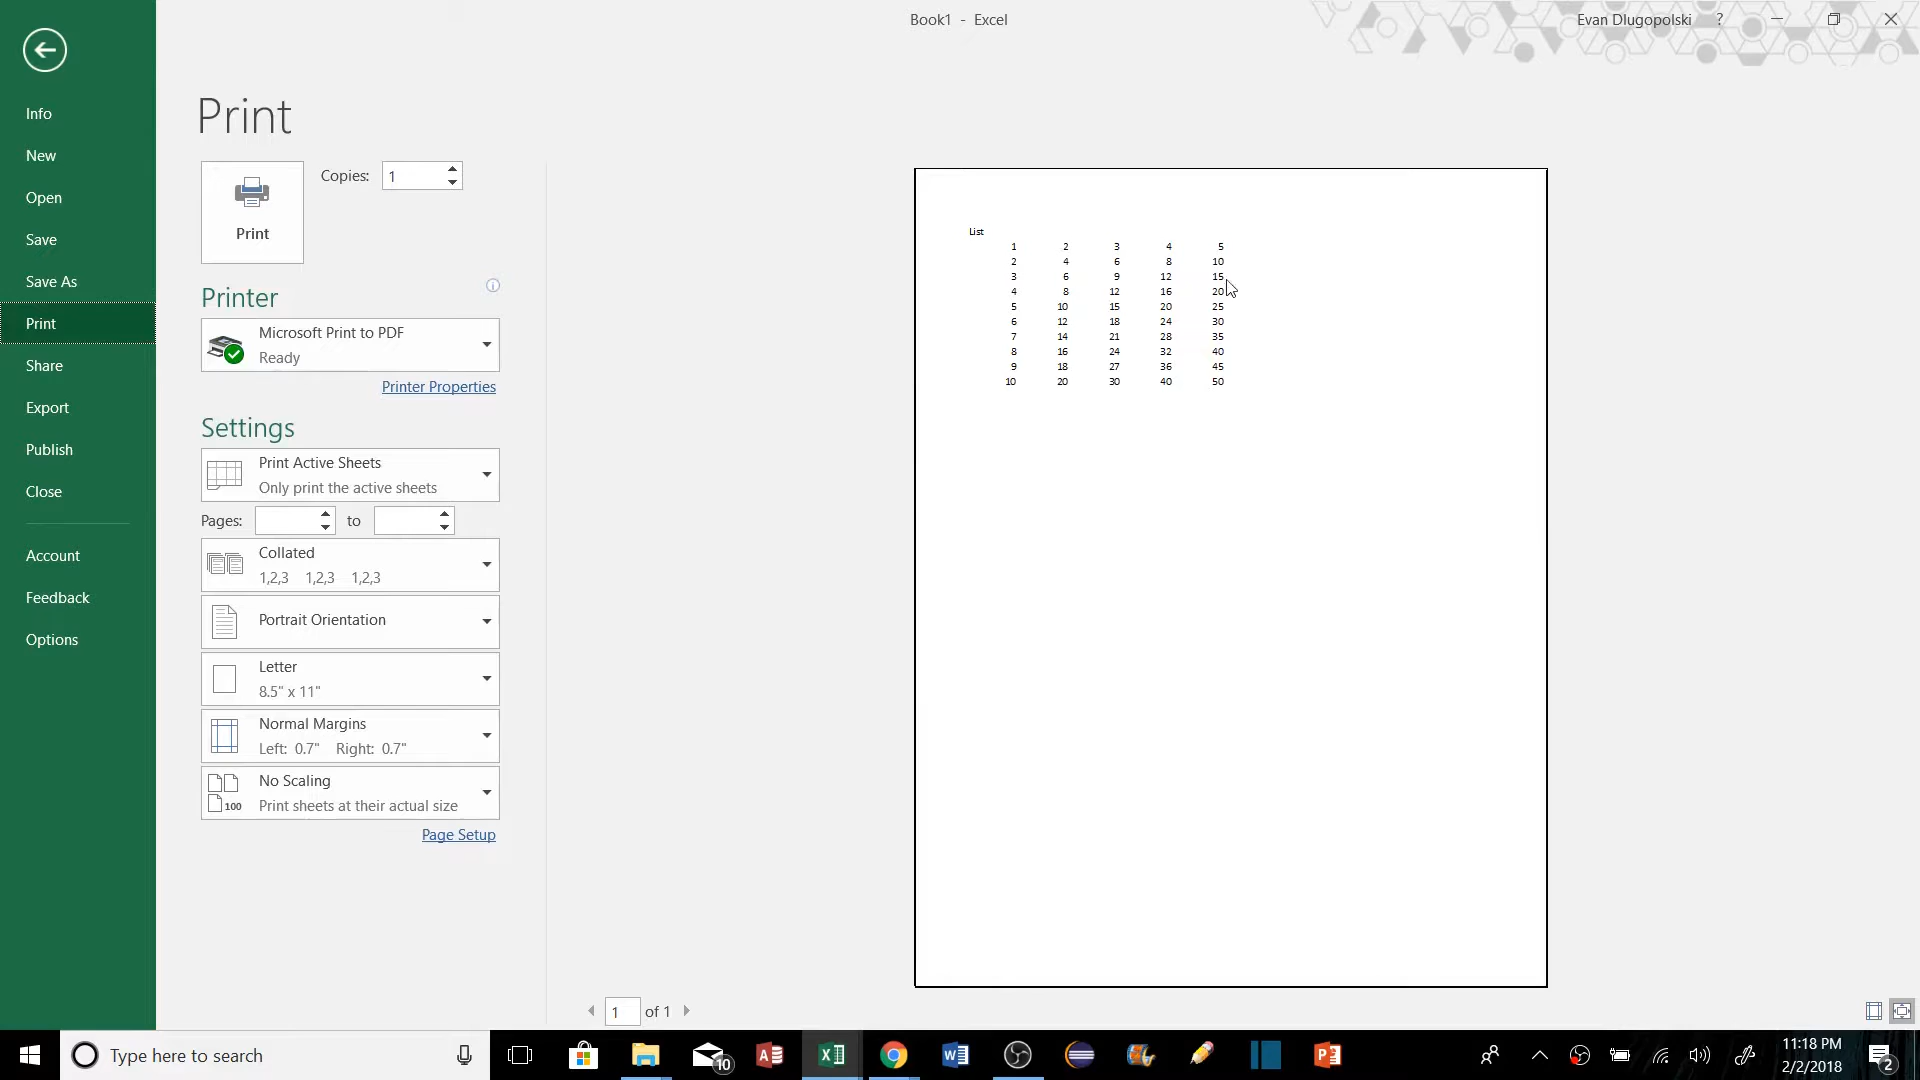 Book1 - Excel
Evan Dlugopolski
?
Info
New
Open
Save
Save As
Print
Share
Export
Publish
Close
Account
Feedback
Options
Print
Print
Copies: 1
Printer
Microsoft Print to PDF
Ready
Printer Properties
Settings
Print Active Sheets
Only print the active sheets
Pages: to
Collated
1,2,3 1,2,3 1,2,3
Portrait Orientation
Letter
8.5" x 11"
Normal Margins
Left: 0.7" Right: 0.7"
No Scaling
100 Print sheets at their actual size
Page Setup
List
1 2 3 4 5
2 4 6 8 10
3 6 9 12 15
4 8 12 16 20
5 10 15 20 25
6 12 18 24 30
7 14 21 28 35
8 16 24 32 40
9 18 27 36 45
10 20 30 40 50
1 of 1
Type here to search
10
11:18 PM
2/2/2018
2